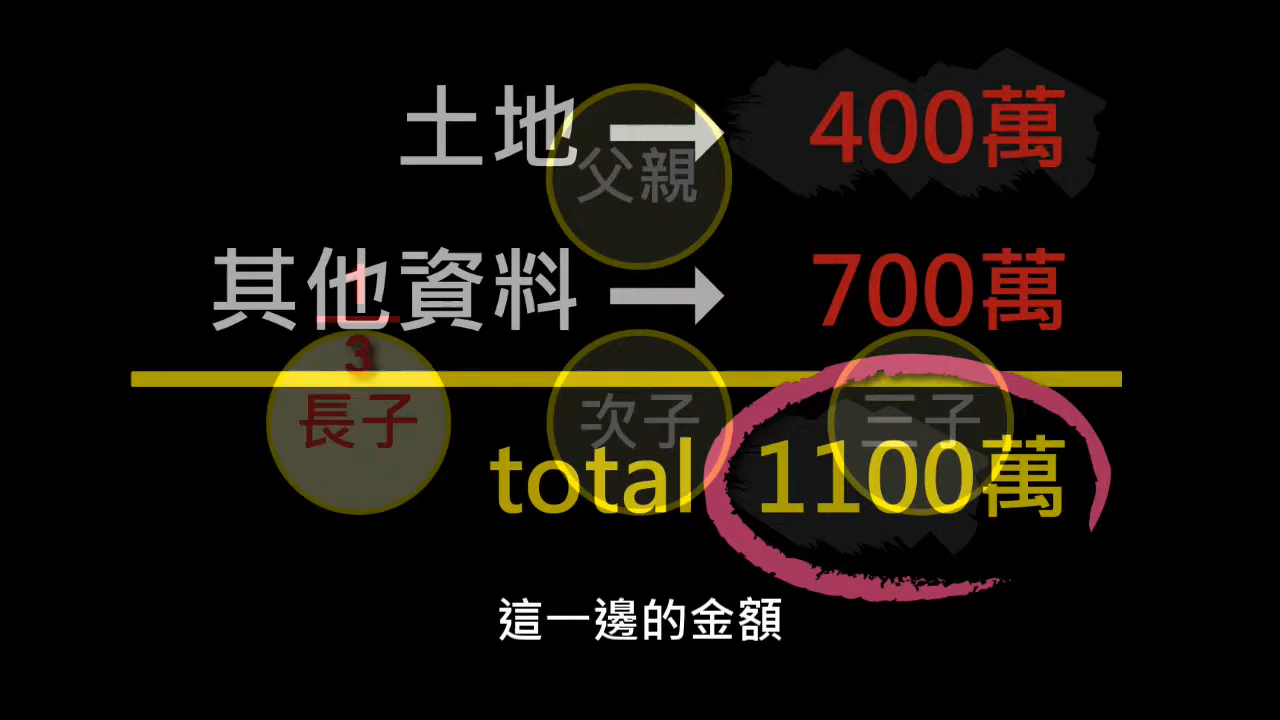 土地 → 400萬
父親
其他資料 → 700萬
1
3
長子 次子 三子
total 1100萬
這一邊的金額